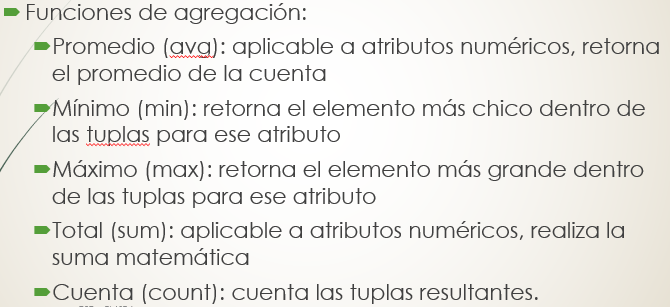 Funciones de agregación:
Promedio (avg): aplicable a atributos numéricos, retorna
el promedio de la cuenta
Mínimo (min): retorna el elemento más chico dentro de
las tuplas para ese atributo
Máximo (max): retorna el elemento más grande dentro
de las tuplas para ese atributo
Total (sum): aplicable a atributos numéricos, realiza la
suma matemática
Cuenta (count): cuenta las tuplas resultantes.